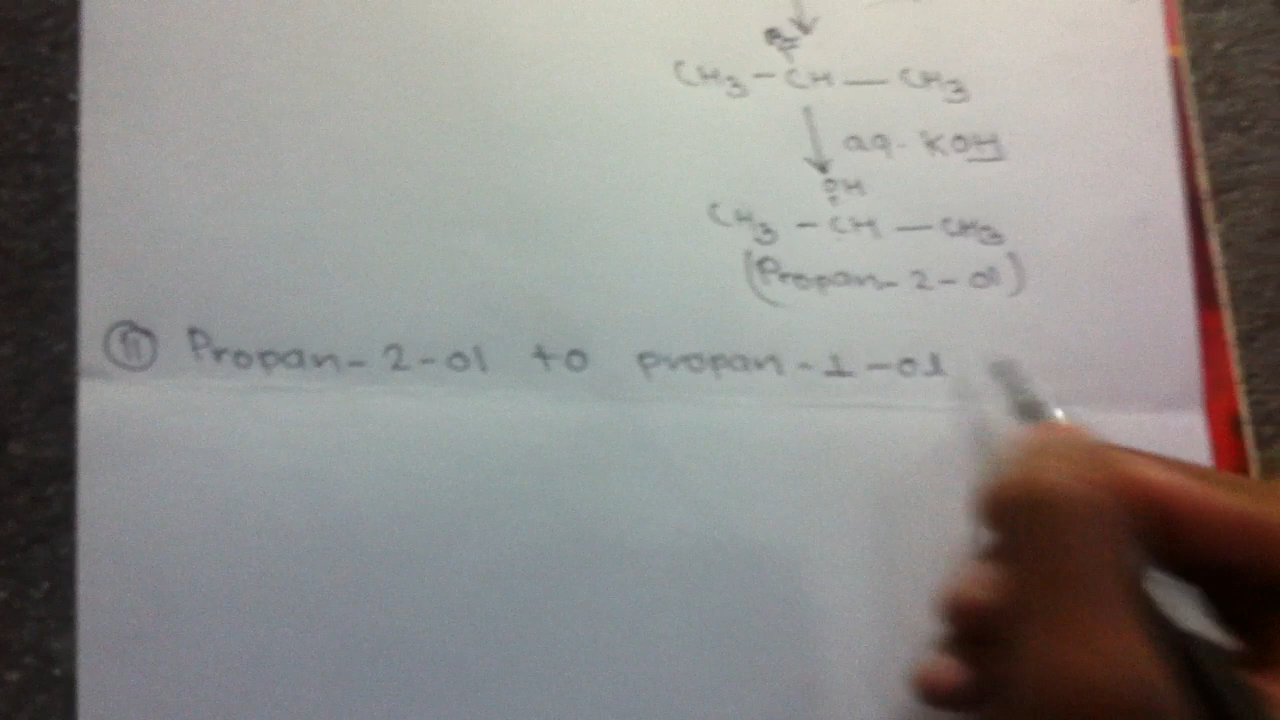 Br
CH3 - CH - CH3
aq. KOH
OH
CH3 - CH - CH3
(Propan-2-ol)
(ii) Propan-2-ol to propan-1-ol